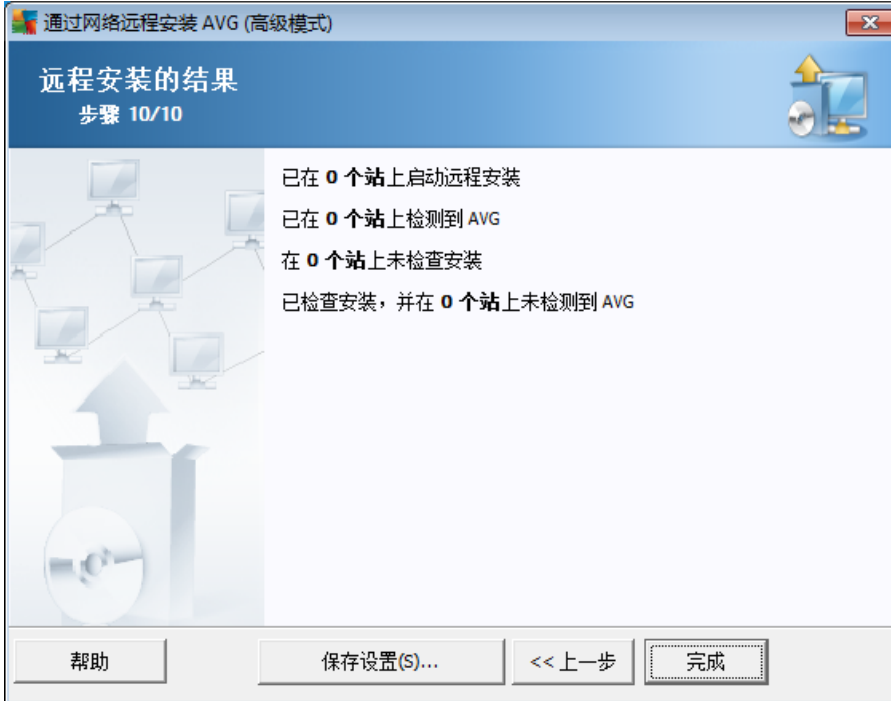 通过网络远程安装 AVG (高级模式)
远程安装的结果
步骤 10/10
已在 0 个站上启动远程安装
已在 0 个站上检测到 AVG
在 0 个站上未检查安装
已检查安装，并在 0 个站上未检测到 AVG
帮助
保存设置(S)...
<< 上一步
完成